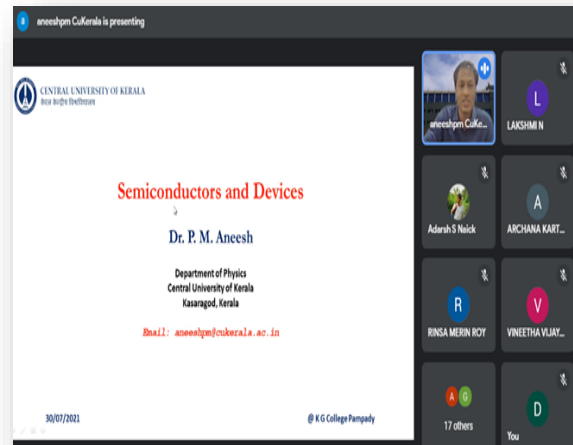 a aneeshpm CuKerala is presenting
CENTRAL UNIVERSITY OF KERALA
केरल केंद्रीय विश्वविद्यालय
Semiconductors and Devices
Dr. P. M. Aneesh
Department of Physics
Central University of Kerala
Kasaragod, Kerala
Email: aneeshpm@cukerala.ac.in
30/07/2021
@ K G College Pampady
aneeshpm CuKe...
L
LAKSHMI N
Adarsh S Naick
A
ARCHANA KART...
R
RINSA MERIN ROY
V
VINEETHA VIJAY...
A G
17 others
D
You